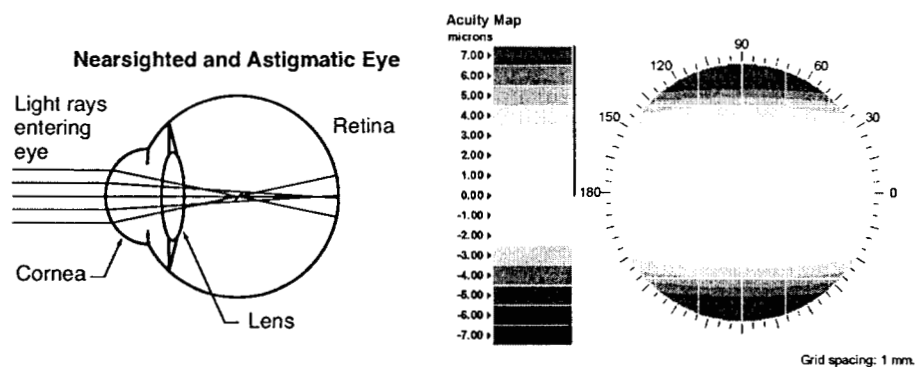 Nearsighted and Astigmatic Eye
Light rays
entering
eye
Retina
Cornea
Lens
Acuity Map
microns
7.00
6.00
5.00
4.00
3.00
2.00
1.00
0.00
-1.00
-2.00
-3.00
-4.00
-5.00
-6.00
-7.00
90
120
60
150
30
180
0
Grid spacing: 1 mm.